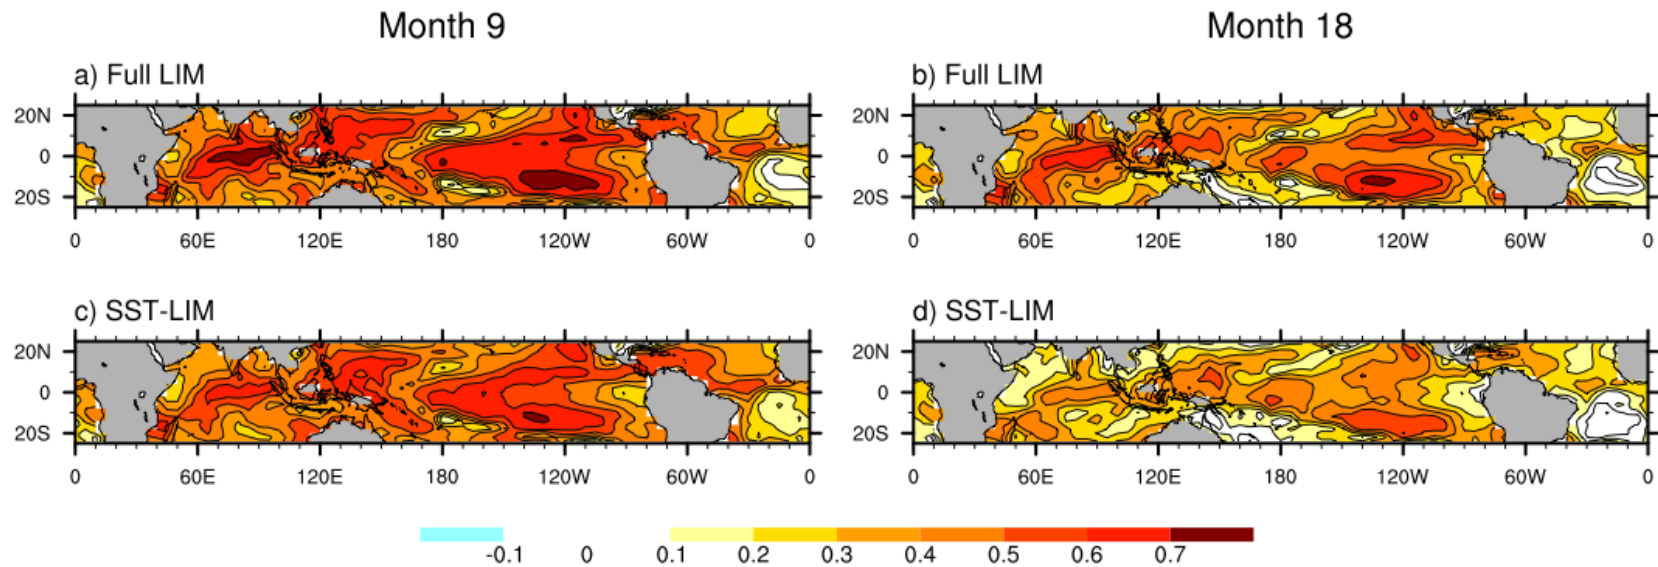 Month 9 Month 18
a) Full LIM b) Full LIM
20N 20N
0 0
20S 20S
0 60E 120E 180 120W 60W 0 0 60E 120E 180 120W 60W 0
c) SST-LIM d) SST-LIM
20N 20N
0 0
20S 20S
0 60E 120E 180 120W 60W 0 0 60E 120E 180 120W 60W 0
-0.1 0 0.1 0.2 0.3 0.4 0.5 0.6 0.7